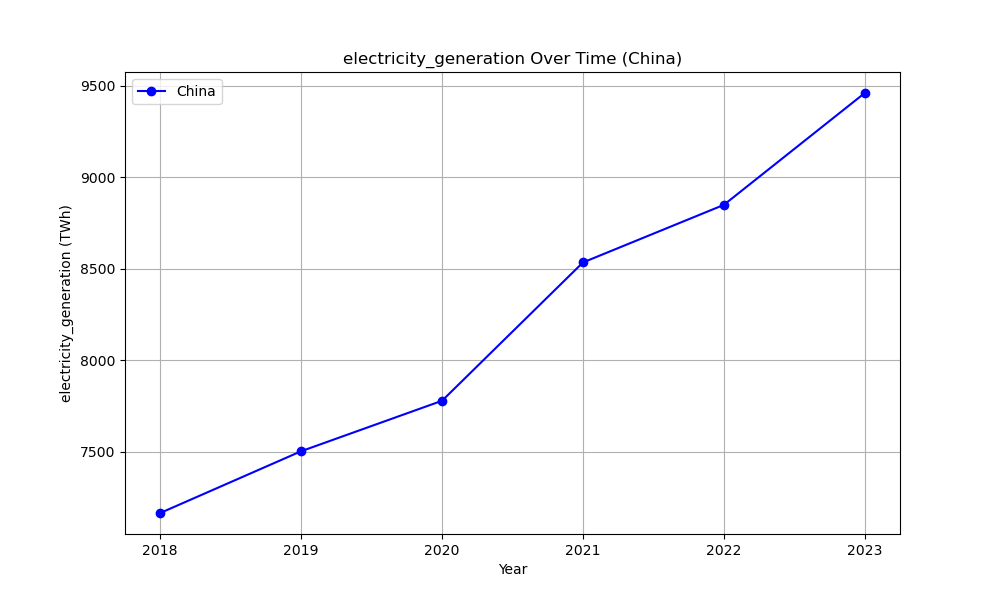 electricity_generation Over Time (China)
China
electricity_generation (TWh)
9500
9000
8500
8000
7500
2018 2019 2020 2021 2022 2023
Year